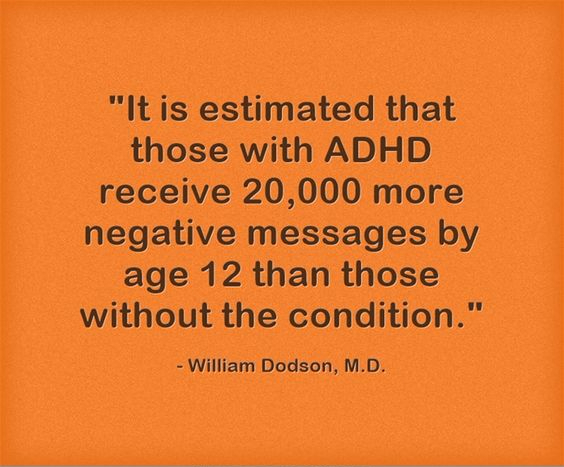 "It is estimated that
those with ADHD
receive 20,000 more
negative messages by
age 12 than those
without the condition."
- William Dodson, M.D.